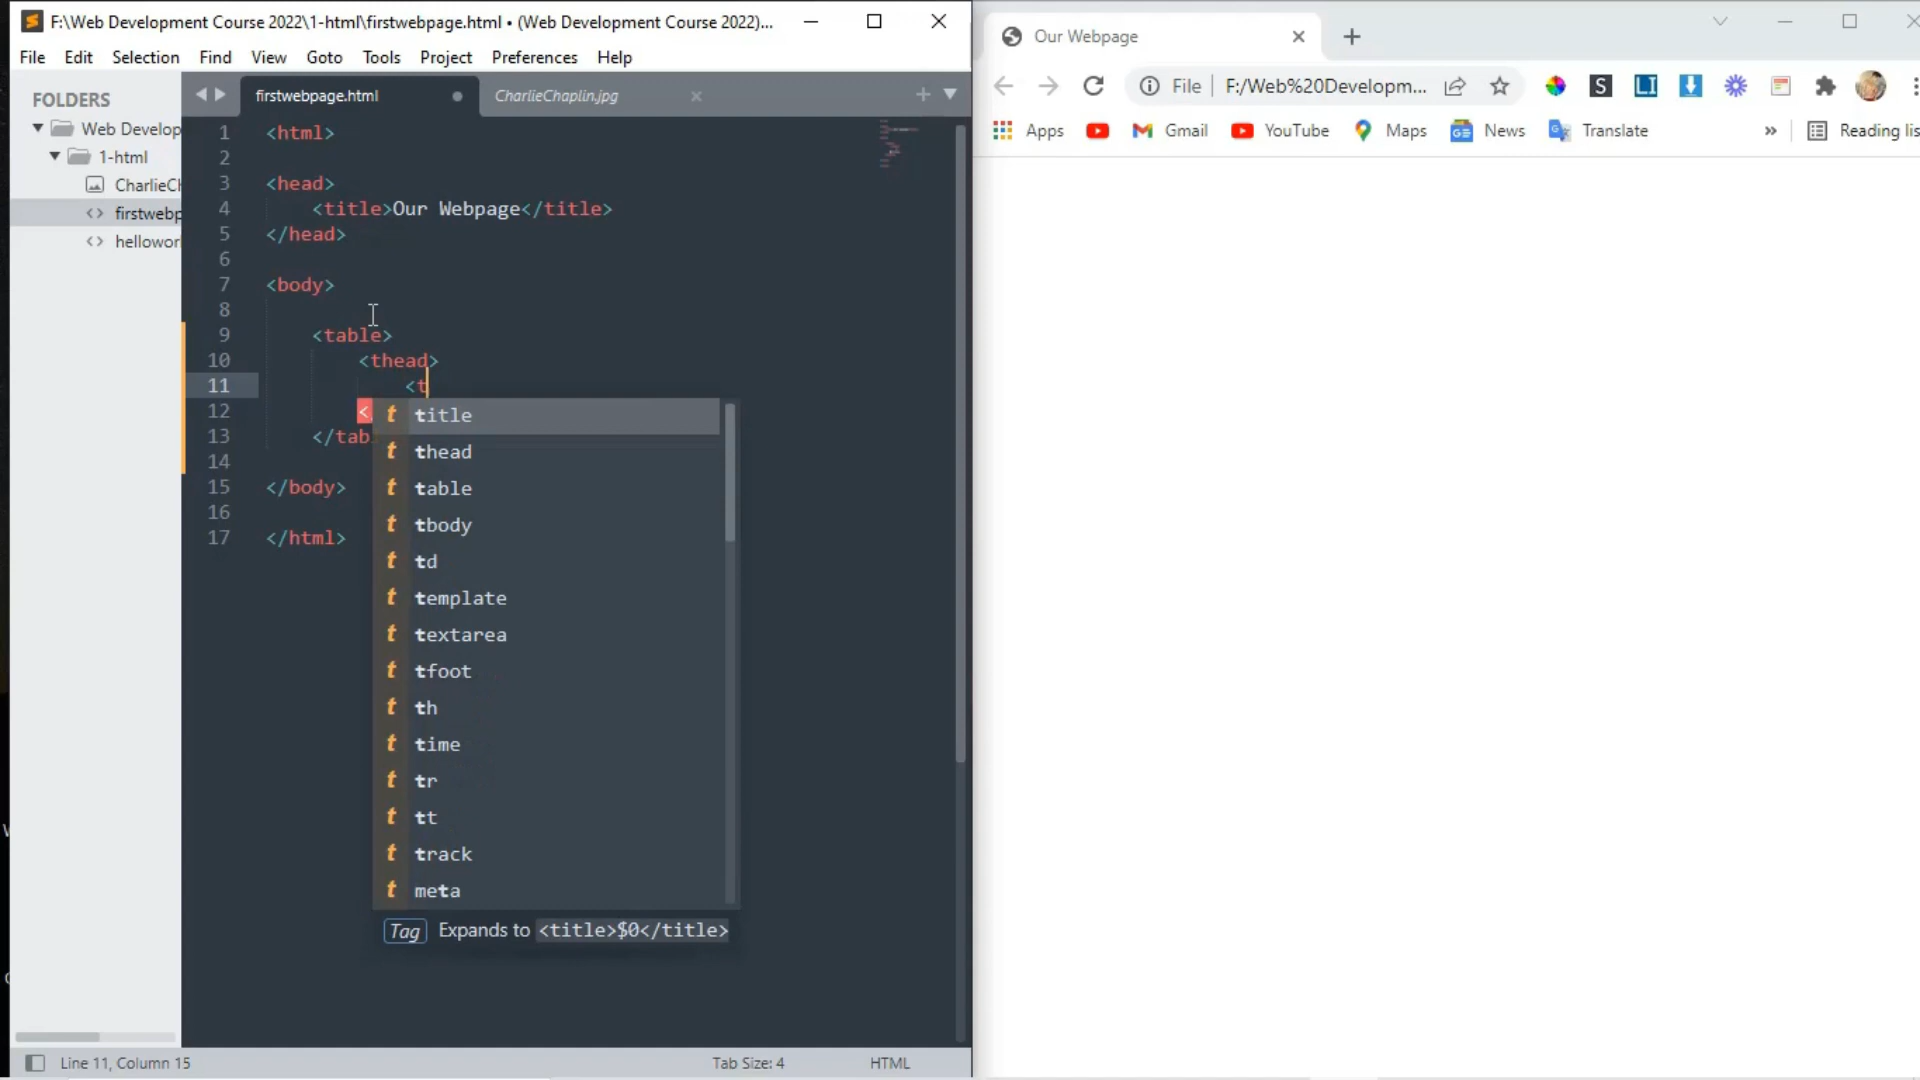 F:\Web Development Course 2022\1-html\firstwebpage.html • (Web Development Course 2022)...
File Edit Selection Find View Goto Tools Project Preferences Help
FOLDERS
Web Develop
1-html
CharlieCh
firstwebp
hellowor
firstwebpage.html
CharlieChaplin.jpg
1 <html>
2
3 <head>
4 <title>Our Webpage</title>
5 </head>
6
7 <body>
8
9 <table>
10 <thead>
11 <t
12 <
13 </tab
14
15 </body>
16
17 </html>
t title
t thead
t table
t tbody
t td
t template
t textarea
t tfoot
t th
t time
t tr
t tt
t track
t meta
Tag Expands to <title>$0</title>
Line 11, Column 15
Tab Size: 4
HTML
Our Webpage
File F:/Web%20Developm...
S
LI
Apps Gmail YouTube Maps News Translate » Reading lis